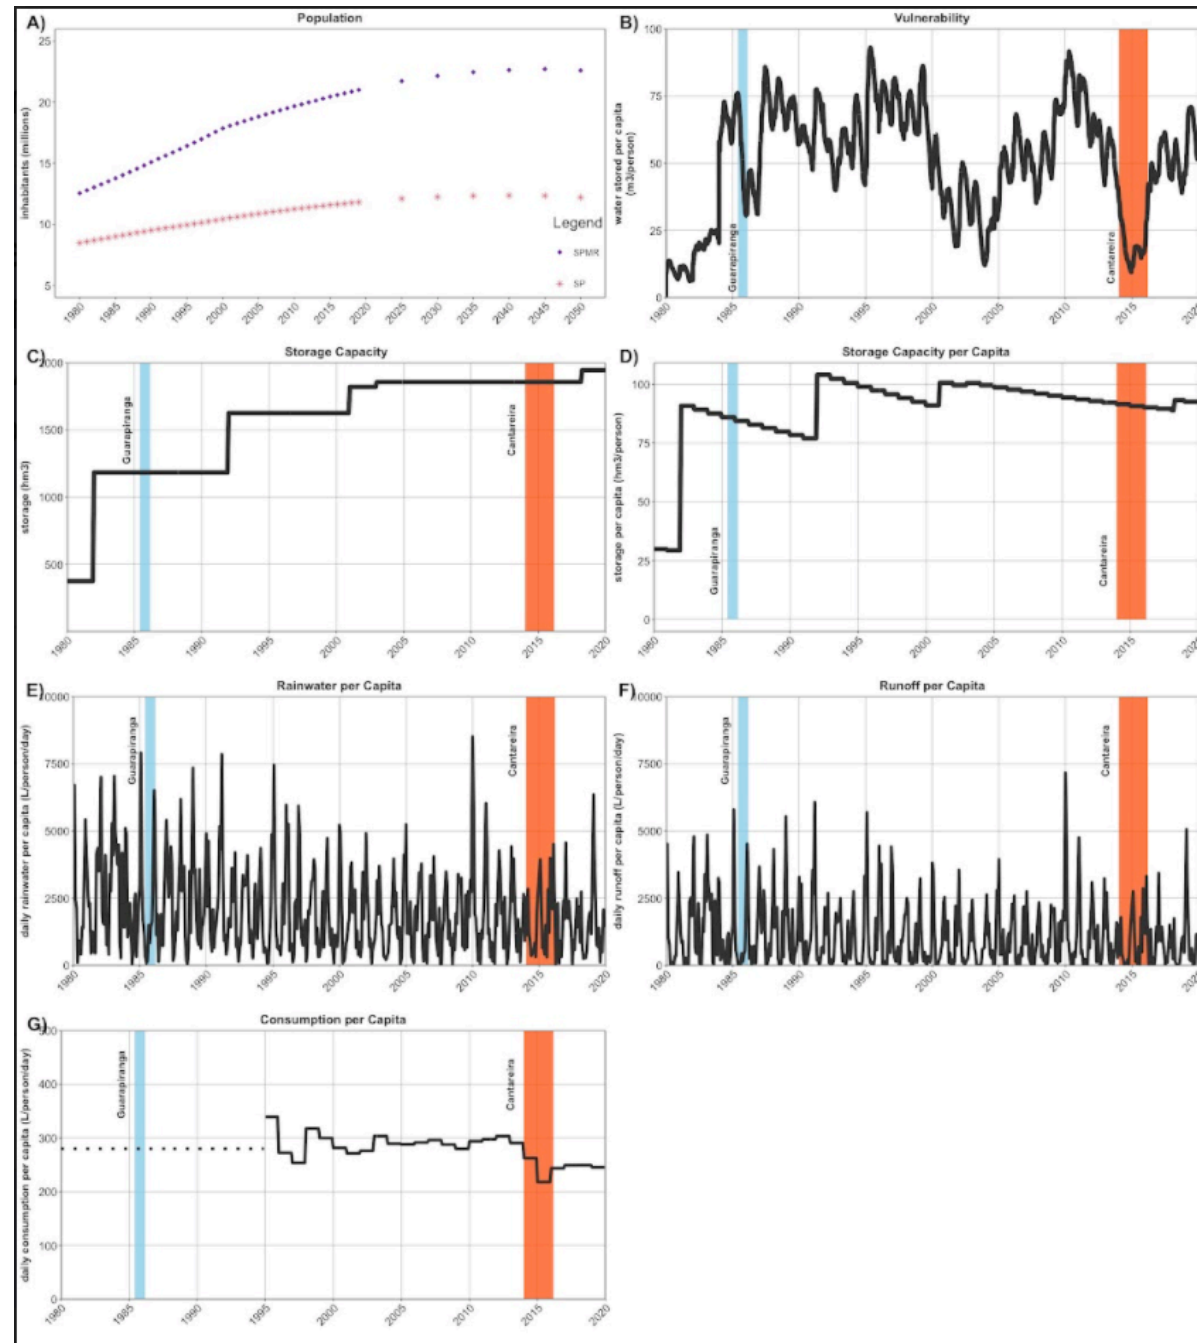 A)
Population
inhabitants (millions)
25
20
15
10
5
1980 1985 1990 1995 2000 2005 2010 2015 2020 2025 2030 2035 2040 2045 2050
Legend
SPMR
SP
B)
Vulnerability
water stored per capita
(m3/person)
100
75
50
25
0
Guarapiranga
Cantareira
1980 1985 1990 1995 2000 2005 2010 2015 2020
C)
Storage Capacity
storage (hm3)
2000
1500
1000
500
Guarapiranga
Cantareira
1980 1985 1990 1995 2000 2005 2010 2015 2020
D)
Storage Capacity per Capita
storage per capita (hm3/person)
100
75
50
25
0
Guarapiranga
Cantareira
1980 1985 1990 1995 2000 2005 2010 2015 2020
E)
Rainwater per Capita
daily rainwater per capita (L/person/day)
10000
7500
5000
2500
0
Guarapiranga
Cantareira
1980 1985 1990 1995 2000 2005 2010 2015 2020
F)
Runoff per Capita
daily runoff per capita (L/person/day)
10000
7500
5000
2500
0
Guarapiranga
Cantareira
1980 1985 1990 1995 2000 2005 2010 2015 2020
G)
Consumption per Capita
daily consumption per capita (L/person/day)
500
400
300
200
100
0
Guarapiranga
Cantareira
1980 1985 1990 1995 2000 2005 2010 2015 2020